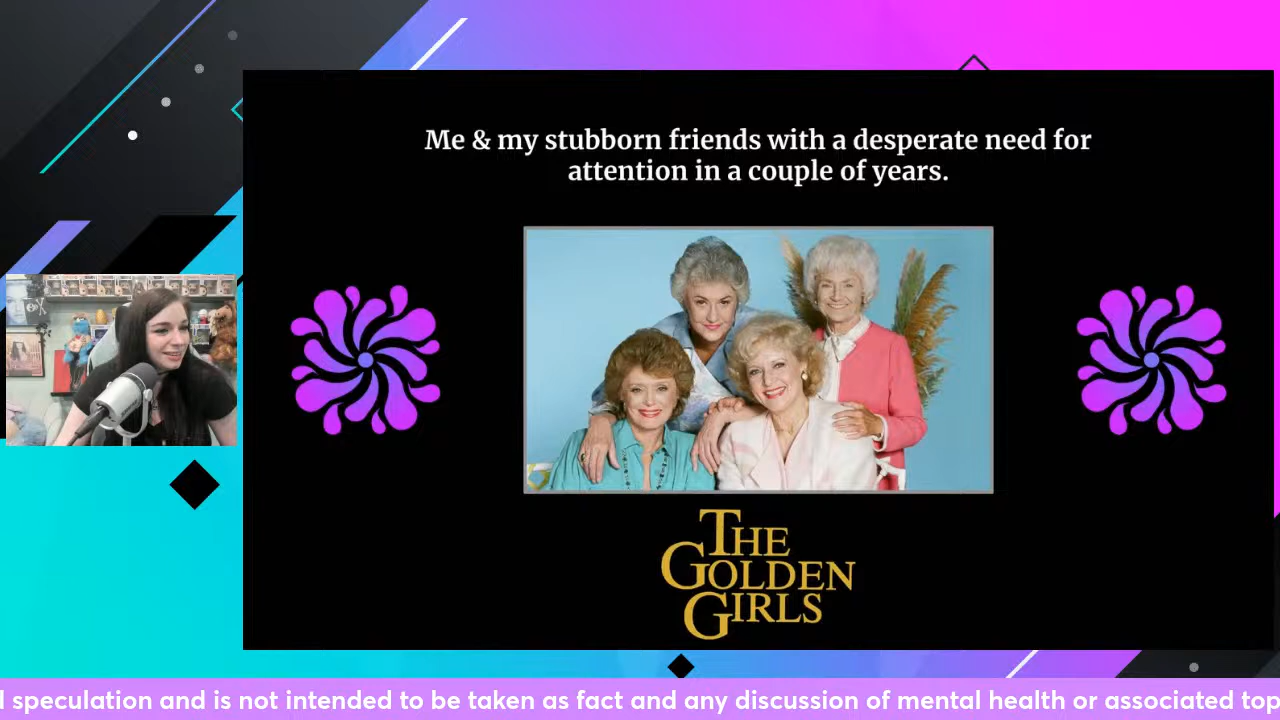 Me & my stubborn friends with a desperate need for
attention in a couple of years.
THE
GOLDEN
GIRLS
speculation and is not intended to be taken as fact and any discussion of mental health or associated top